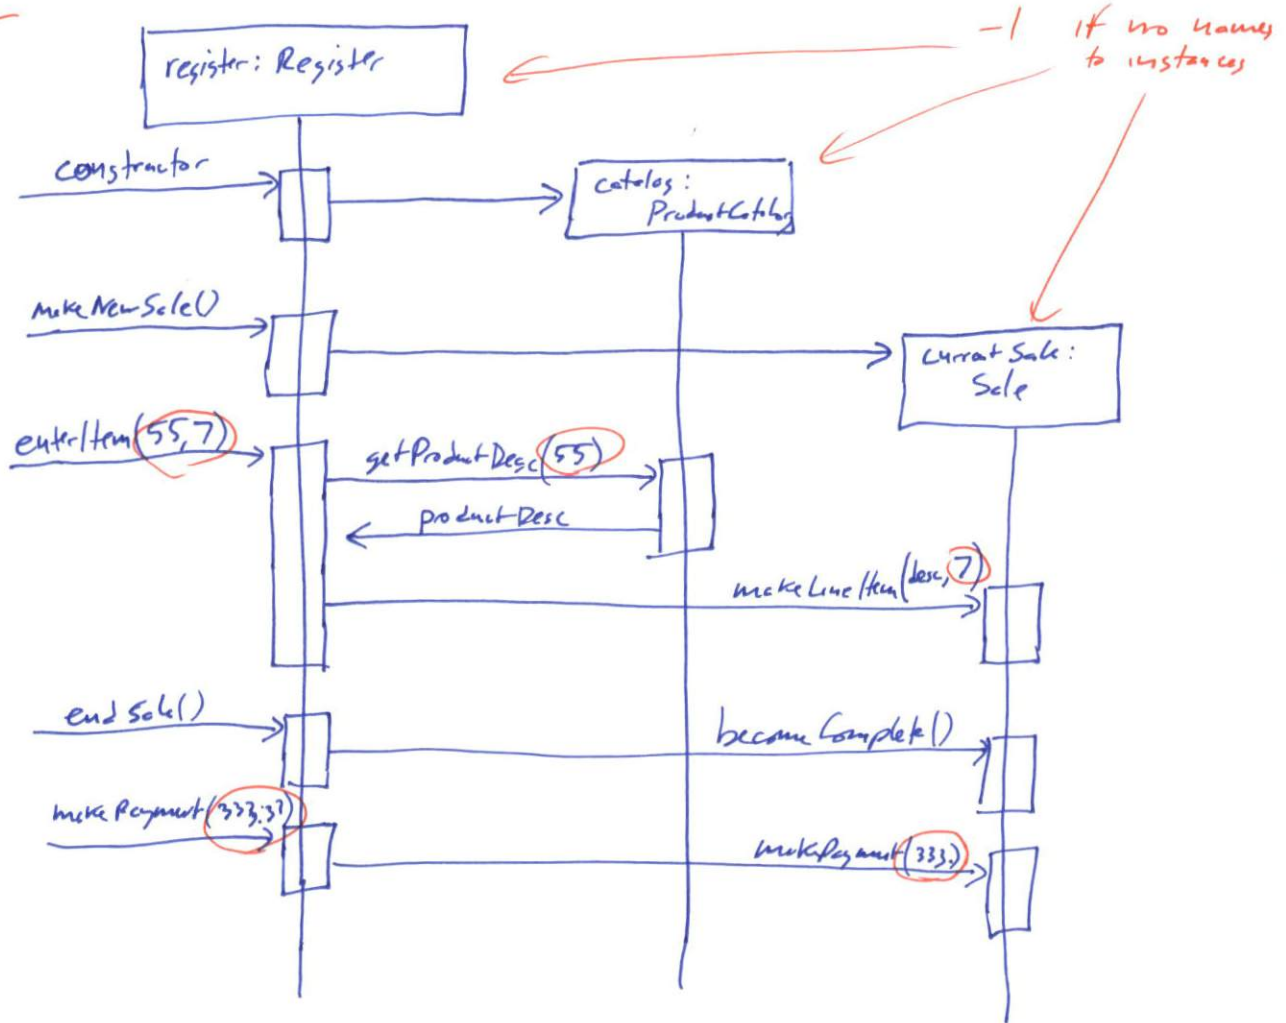 -1 if no names
to instances
register: Register
constructor
catalog:
ProductCatalog
makeNewSale()
currentSale:
Sale
enterItem(55,7)
getProductDesc(55)
productDesc
makeLineItem(desc, 7)
endSale()
becomeComplete()
makePayment(333.3?)
makePayment(333.)